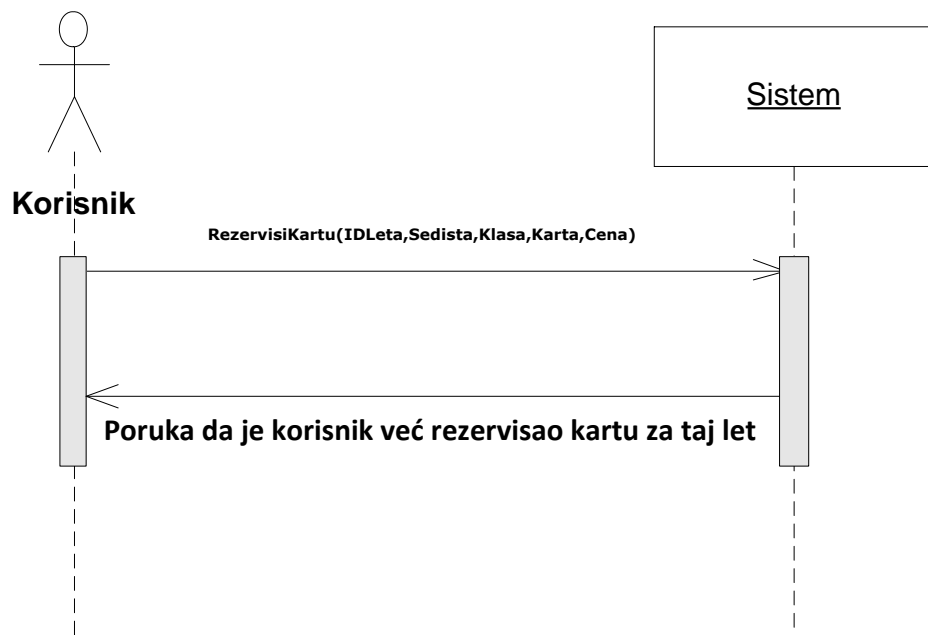 Sistem
Korisnik
RezervisiKartu(IDLeta,Sedista,Klasa,Karta,Cena)
Poruka da je korisnik već rezervisao kartu za taj let